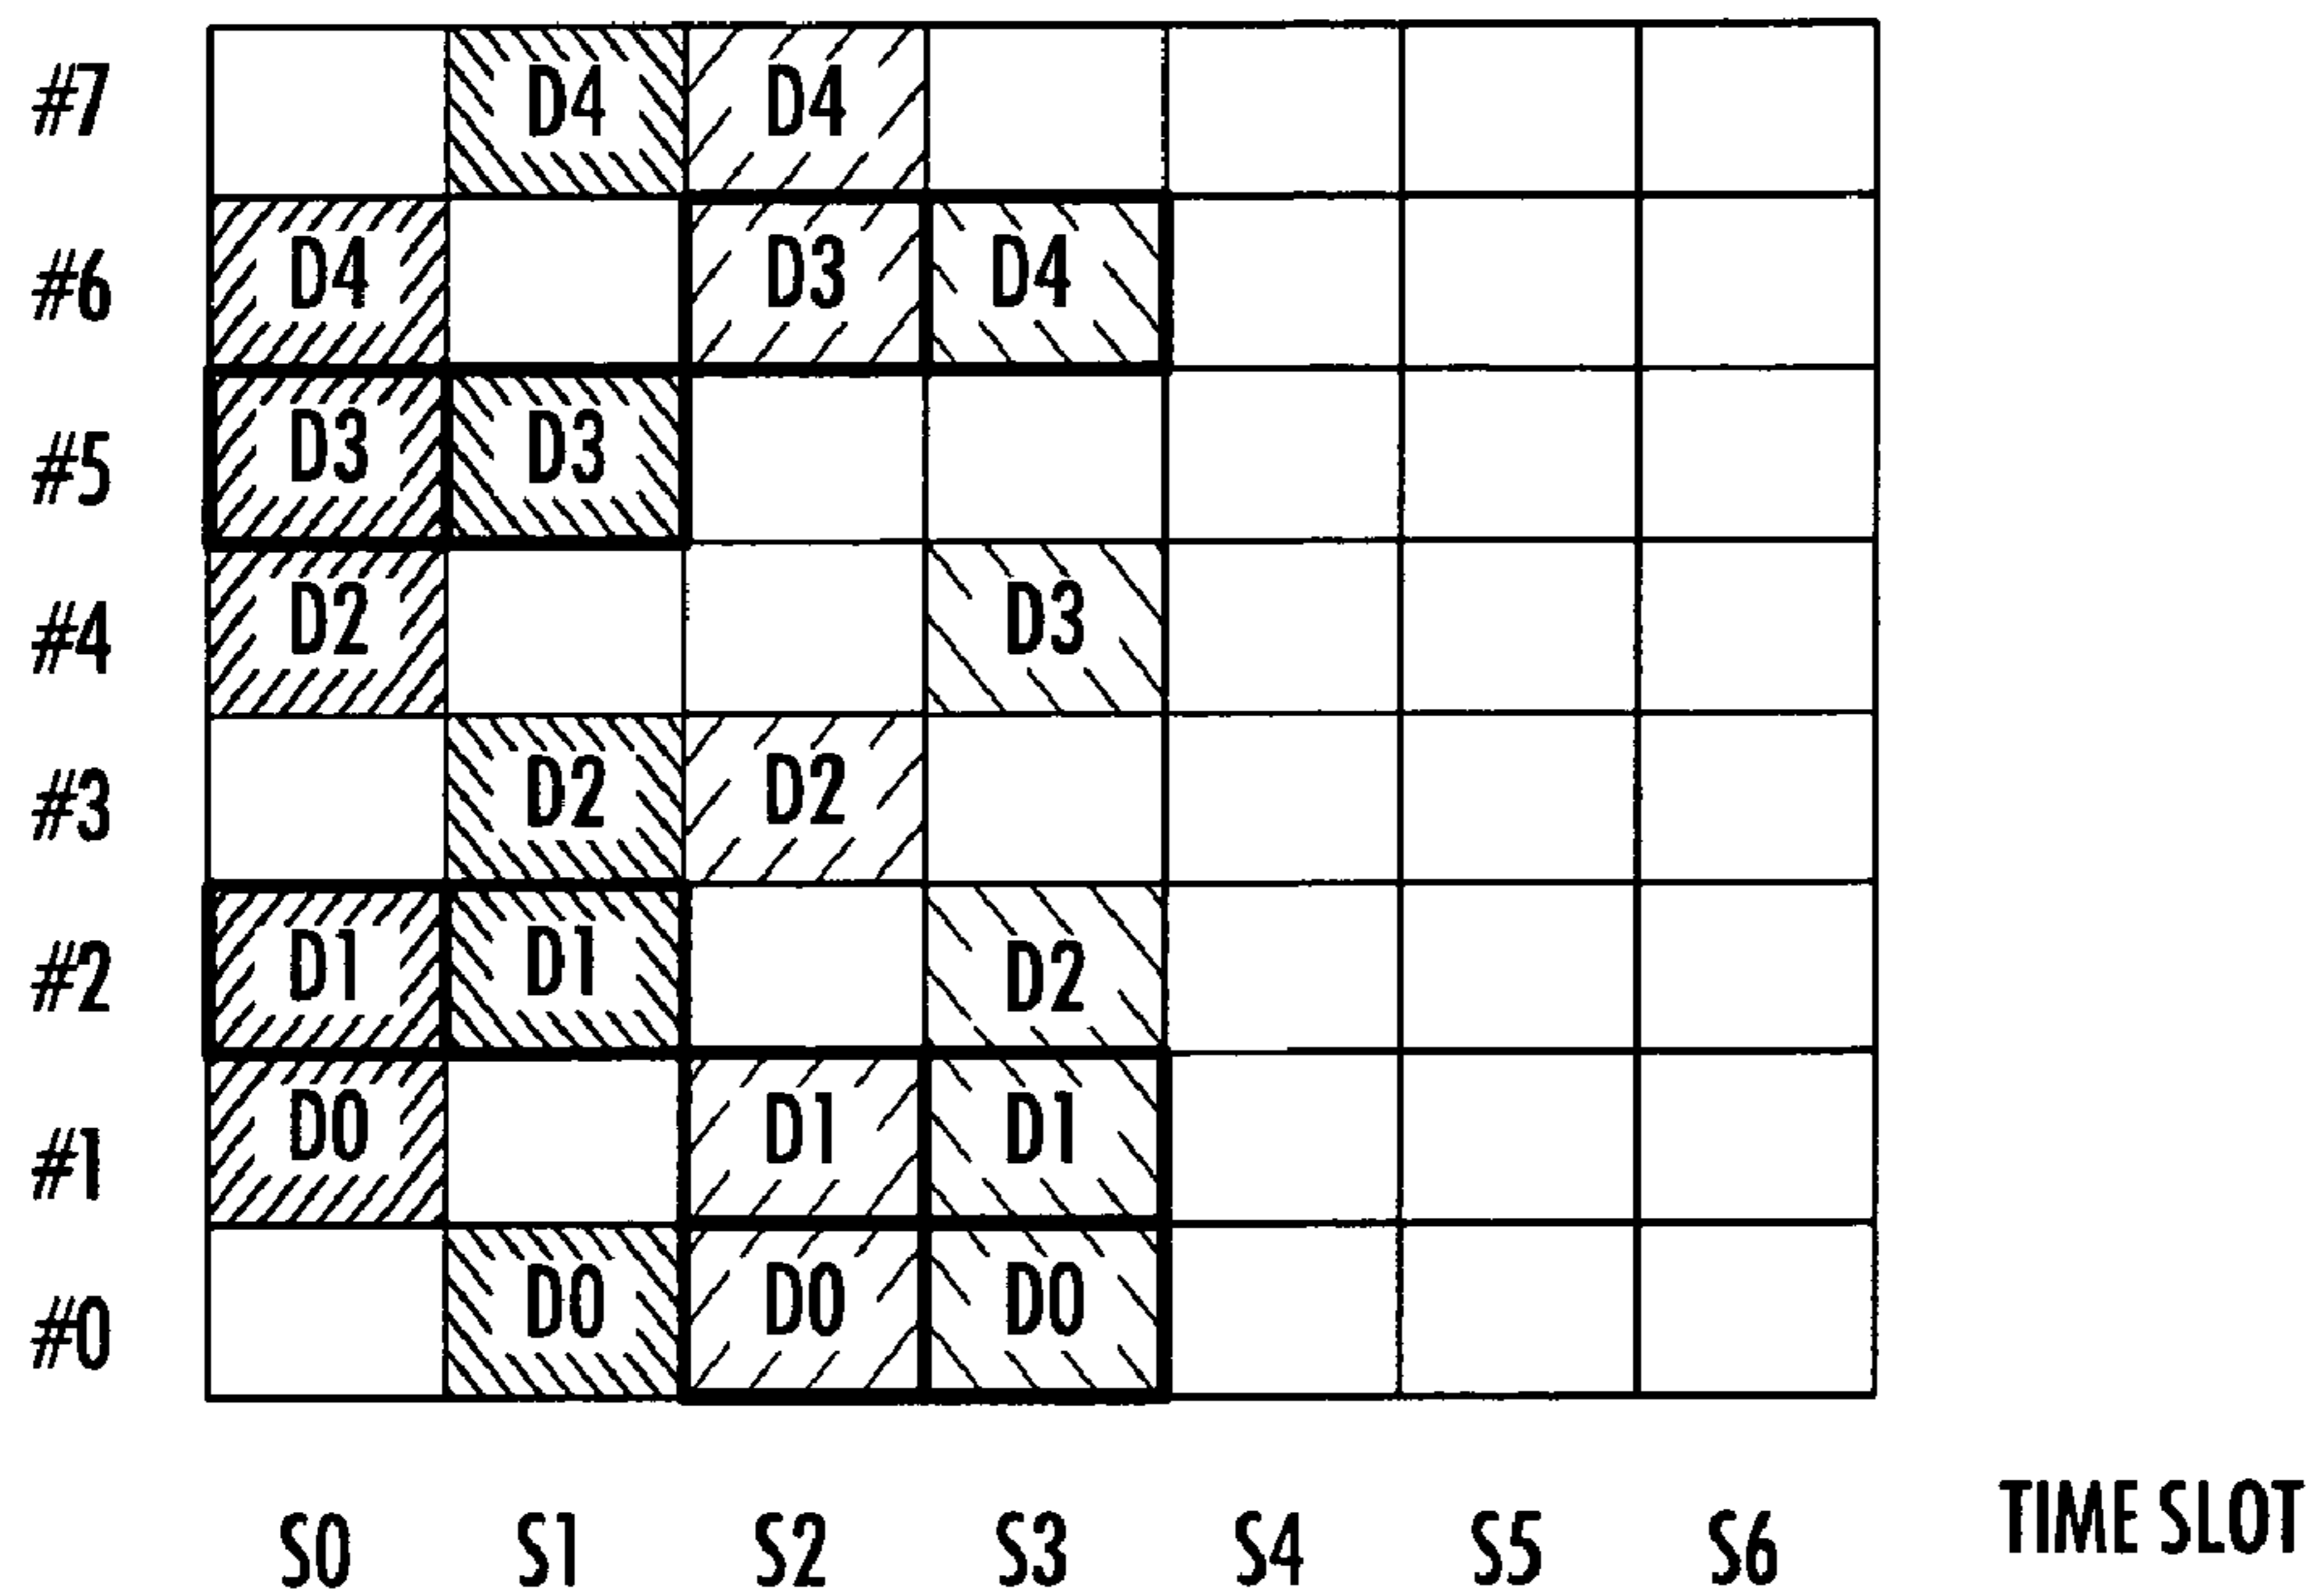 #7 D4 D4
#6 D4 D3 D4
#5 D3 D3
#4 D2 D3
#3 D2 D2
#2 D1 D1 D2
#1 D0 D1 D1
#0 D0 D0 D0
S0 S1 S2 S3 S4 S5 S6 TIME SLOT